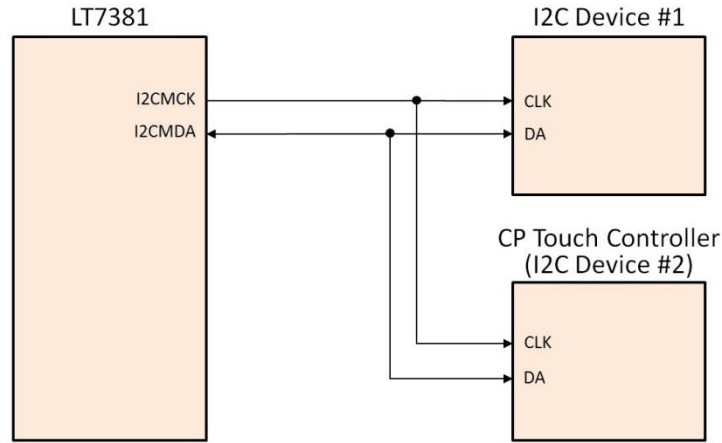 LT7381
I2C Device #1
I2CMCK
CLK
I2CMDA
DA
CP Touch Controller
(I2C Device #2)
CLK
DA